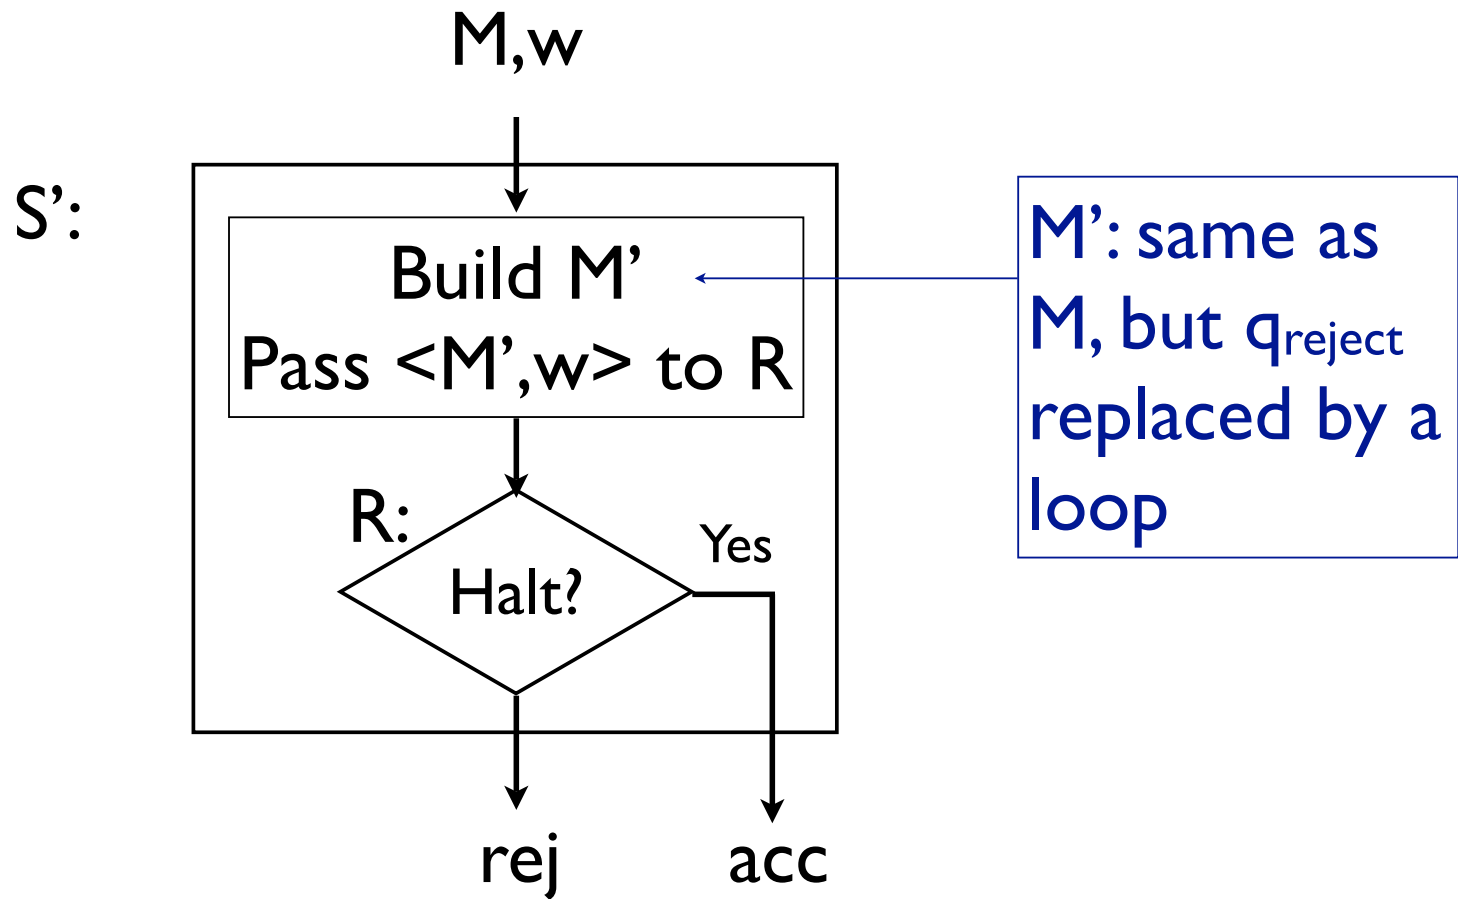 M,w
S’:
Build M’
Pass <M’,w> to R
M’: same as
M, but qreject
replaced by a
loop
R:
Yes
Halt?
rej
acc